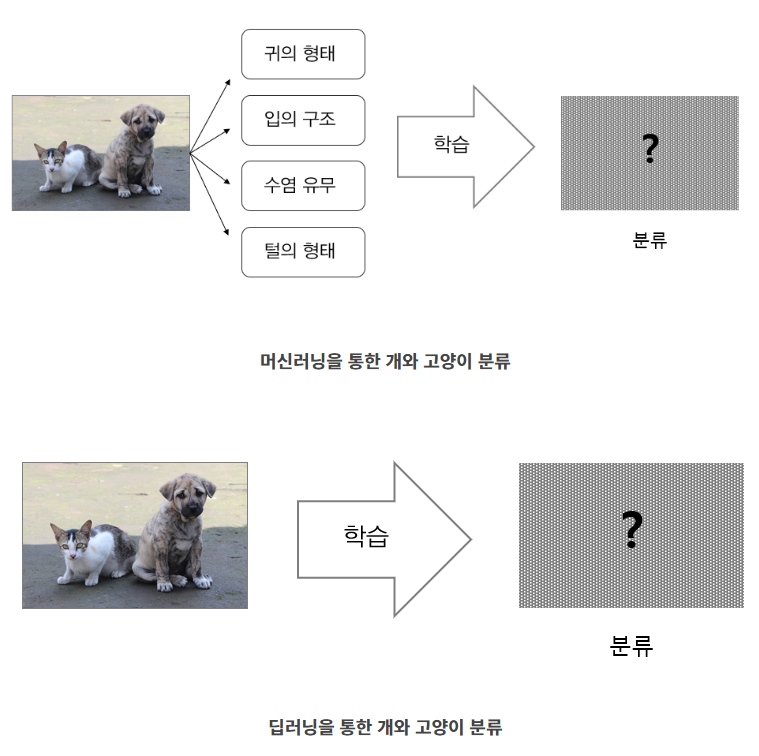 귀의 형태
입의 구조
수염 유무
털의 형태
학습
?
분류
머신러닝을 통한 개와 고양이 분류
학습
?
분류
딥러닝을 통한 개와 고양이 분류